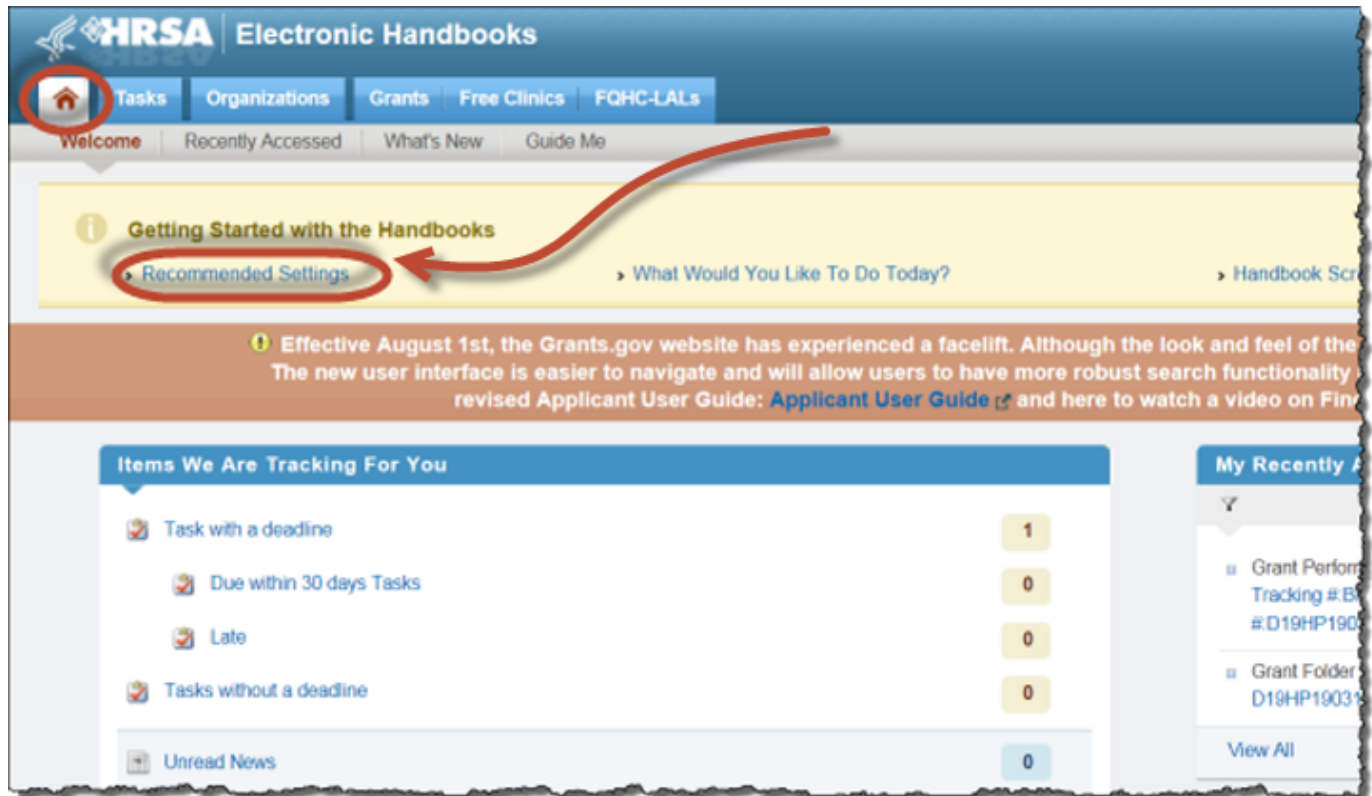 HRSA Electronic Handbooks
Tasks Organizations Grants Free Clinics FQHC-LALs
Welcome Recently Accessed What's New Guide Me
Getting Started with the Handbooks
Recommended Settings What Would You Like To Do Today? Handbook
Effective August 1st, the Grants.gov website has experienced a facelift. Although the look and feel of the
The new user interface is easier to navigate and will allow users to have more robust search functionality
revised Applicant User Guide: Applicant User Guide and here to watch a video on
Items We Are Tracking For You
Task with a deadline 1
Due within 30 days Tasks 0
Late 0
Tasks without a deadline 0
Unread News 0
My Recently
Grant
Tracking
#:D19HP190
Grant Folder
D19HP19031
View All